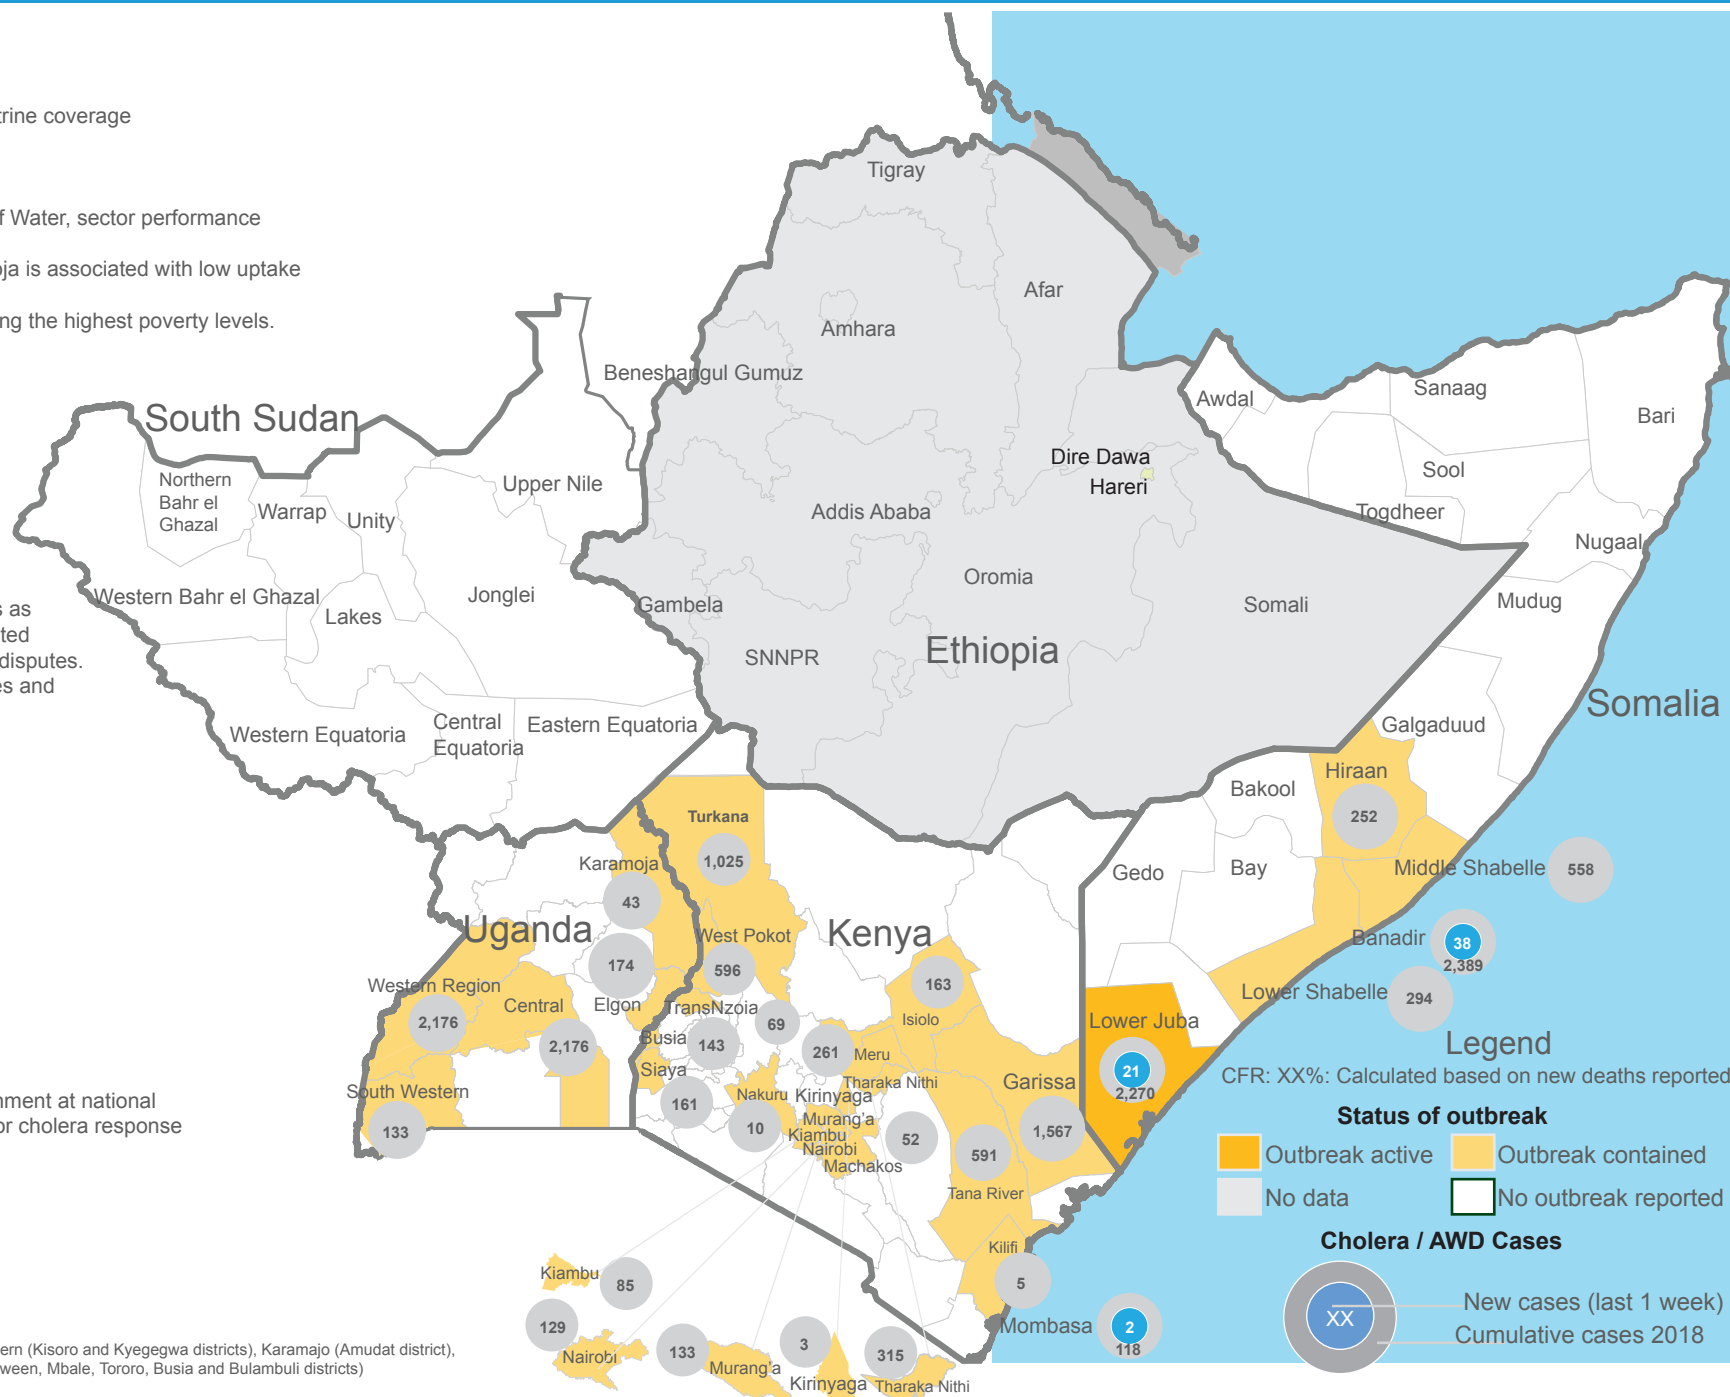 trine coverage
f Water, sector performance
ja is associated with low uptake
ng the highest poverty levels.
s as
ted
disputes.
es and
nment at national
or cholera response
ern (Kisoro and Kyegegwa districts), Karamajo (Amudat district),
ween, Mbale, Tororo, Busia and Bulambuli districts)
Tigray
Afar
Amhara
Beneshangul Gumuz
Dire Dawa
Hareri
Addis Ababa
Oromia
Somali
Gambela
SNNPR
Ethiopia
South Sudan
Northern
Bahr el
Ghazal
Warrap
Unity
Upper Nile
Western Bahr el Ghazal
Lakes
Jonglei
Western Equatoria
Central
Equatoria
Eastern Equatoria
Awdal
Sanaag
Bari
Sool
Togdheer
Nugaal
Mudug
Somalia
Galgaduud
Hiraan
252
Bakool
Gedo
Bay
Middle Shabelle
558
Banadir
38
2,389
Lower Shabelle
294
Lower Juba
21
2,270
Uganda
Karamoja
43
174
Elgon
Western Region
2,176
Central
2,176
South Western
133
Kenya
Turkana
1,025
West Pokot
596
TransNzoia
69
Busia
143
Siaya
161
Nakuru
10
261
Meru
163
Isiolo
Tharaka Nithi
Kirinyaga
Murang'a
Kiambu
Nairobi
Machakos
52
Garissa
1,567
591
Tana River
Kilifi
5
Mombasa
2
118
Kiambu
85
129
Nairobi
133
Murang'a
3
Kirinyaga
315
Tharaka Nithi
Legend
CFR: XX%: Calculated based on new deaths reported
Status of outbreak
Outbreak active
Outbreak contained
No data
No outbreak reported
Cholera / AWD Cases
XX
New cases (last 1 week)
Cumulative cases 2018